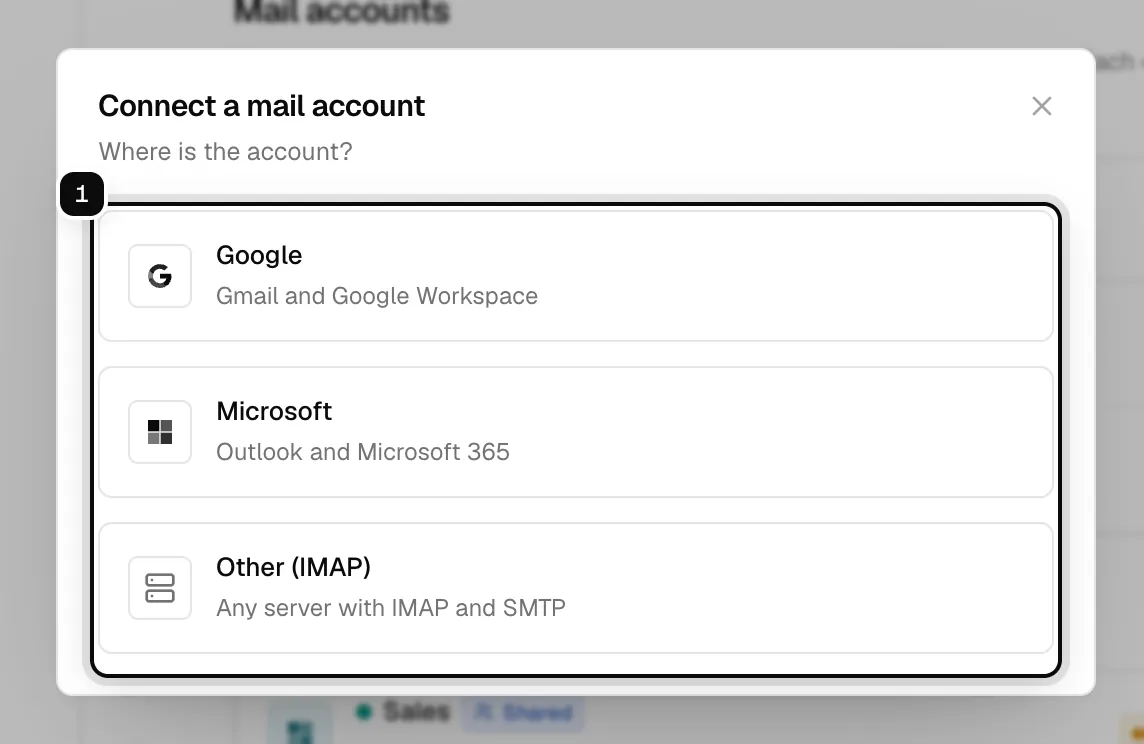 Mail accounts
Connect a mail account
Where is the account?
1
Google
Gmail and Google Workspace
Microsoft
Outlook and Microsoft 365
Other (IMAP)
Any server with IMAP and SMTP
Sales
Shared